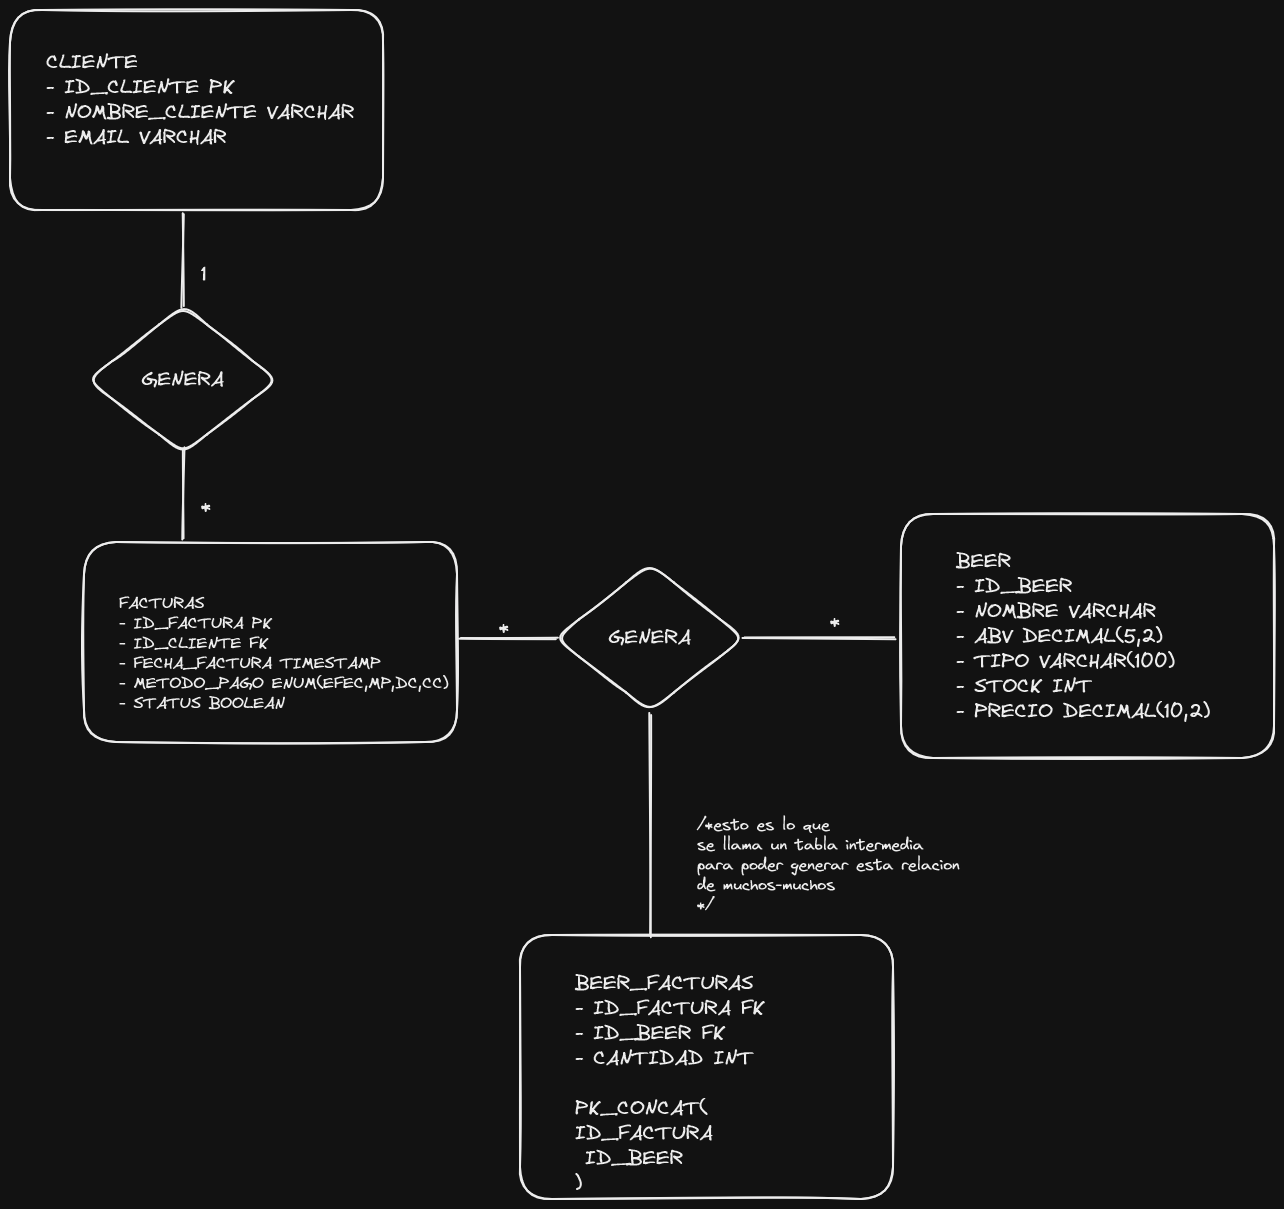 CLIENTE
- ID_CLIENTE PK
- NOMBRE_CLIENTE VARCHAR
- EMAIL VARCHAR
1
GENERA
*
FACTURAS
- ID_FACTURA PK
- ID_CLIENTE FK
- FECHA_FACTURA TIMESTAMP
- METODO_PAGO ENUM(EFEC,MP,DC,CC)
- STATUS BOOLEAN
*
GENERA
*
BEER
- ID_BEER
- NOMBRE VARCHAR
- ABV DECIMAL(5,2)
- TIPO VARCHAR(100)
- STOCK INT
- PRECIO DECIMAL(10,2)
/*esto es lo que
se llama un tabla intermedia
para poder generar esta relacion
de muchos-muchos
*/
BEER_FACTURAS
- ID_FACTURA FK
- ID_BEER FK
- CANTIDAD INT
PK_CONCAT(
ID_FACTURA
ID_BEER
)